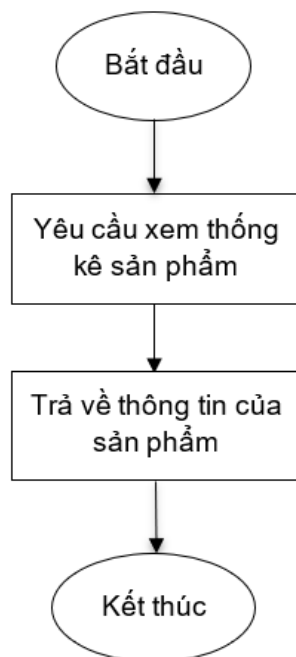 Bắt đầu
Yêu cầu xem thống
kê sản phẩm
Trả về thông tin của
sản phẩm
Kết thúc